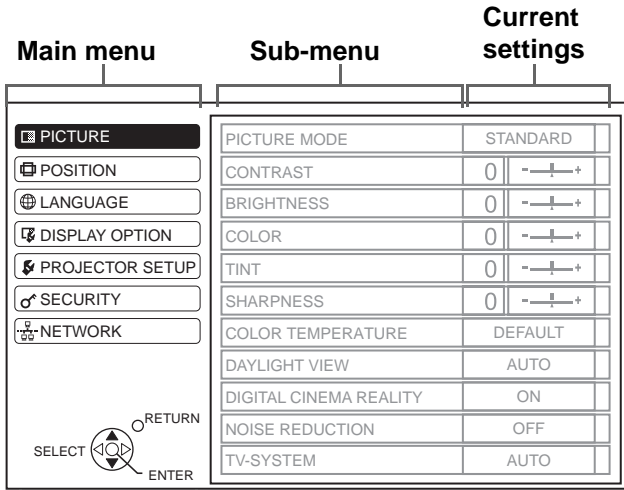 Main menu
Sub-menu
Current
settings
PICTURE
POSITION
LANGUAGE
DISPLAY OPTION
PROJECTOR SETUP
SECURITY
NETWORK
PICTURE MODE STANDARD
CONTRAST 0 - +
BRIGHTNESS 0 - +
COLOR 0 - +
TINT 0 - +
SHARPNESS 0 - +
COLOR TEMPERATURE DEFAULT
DAYLIGHT VIEW AUTO
DIGITAL CINEMA REALITY ON
NOISE REDUCTION OFF
TV-SYSTEM AUTO
RETURN
SELECT
ENTER